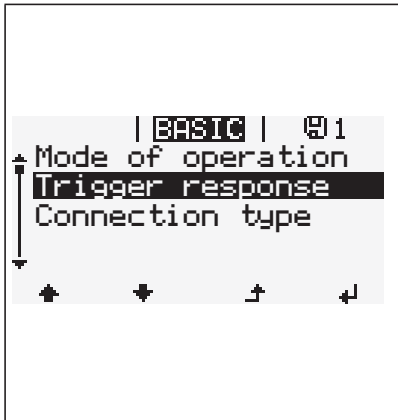 | BASIC | 1
Mode of operation
Trigger response
Connection type